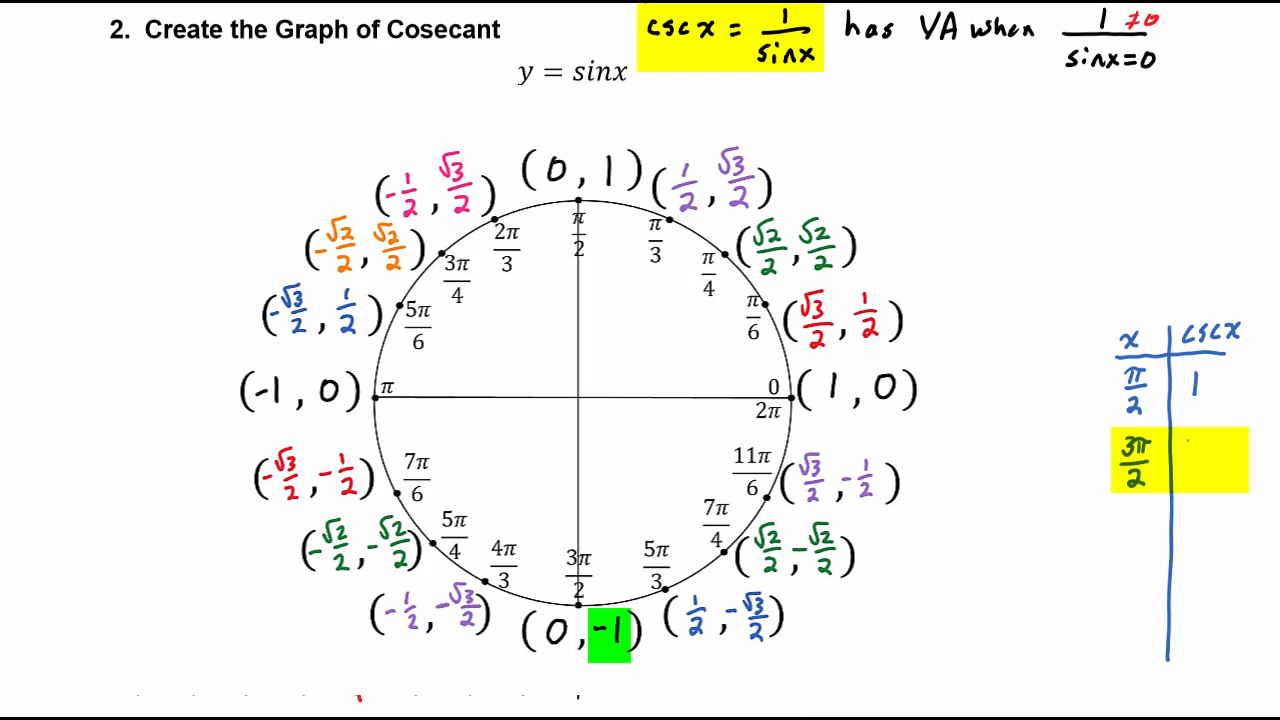 2. Create the Graph of Cosecant
csc x = 1/sin x has VA when 1≠0/sin x=0
y = sinx
(0, 1)
(-1/2, √3/2) (1/2, √3/2)
π/2
2π/3 π/3
(-√2/2, √2/2) (√2/2, √2/2)
3π/4 π/4
(-√3/2, 1/2) (√3/2, 1/2)
5π/6 π/6
x | csc x
π/2 | 1
(-1, 0) π 0 (1, 0)
2π
3π/2
(-√3/2, -1/2) 7π/6 11π/6 (√3/2, -1/2)
(-√2/2, -√2/2) 5π/4 7π/4 (√2/2, -√2/2)
4π/3 3π/2 5π/3
(-1/2, -√3/2) (0, -1) (1/2, -√3/2)